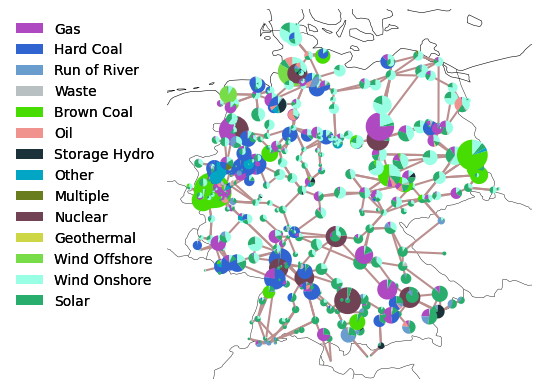 Gas
Hard Coal
Run of River
Waste
Brown Coal
Oil
Storage Hydro
Other
Multiple
Nuclear
Geothermal
Wind Offshore
Wind Onshore
Solar